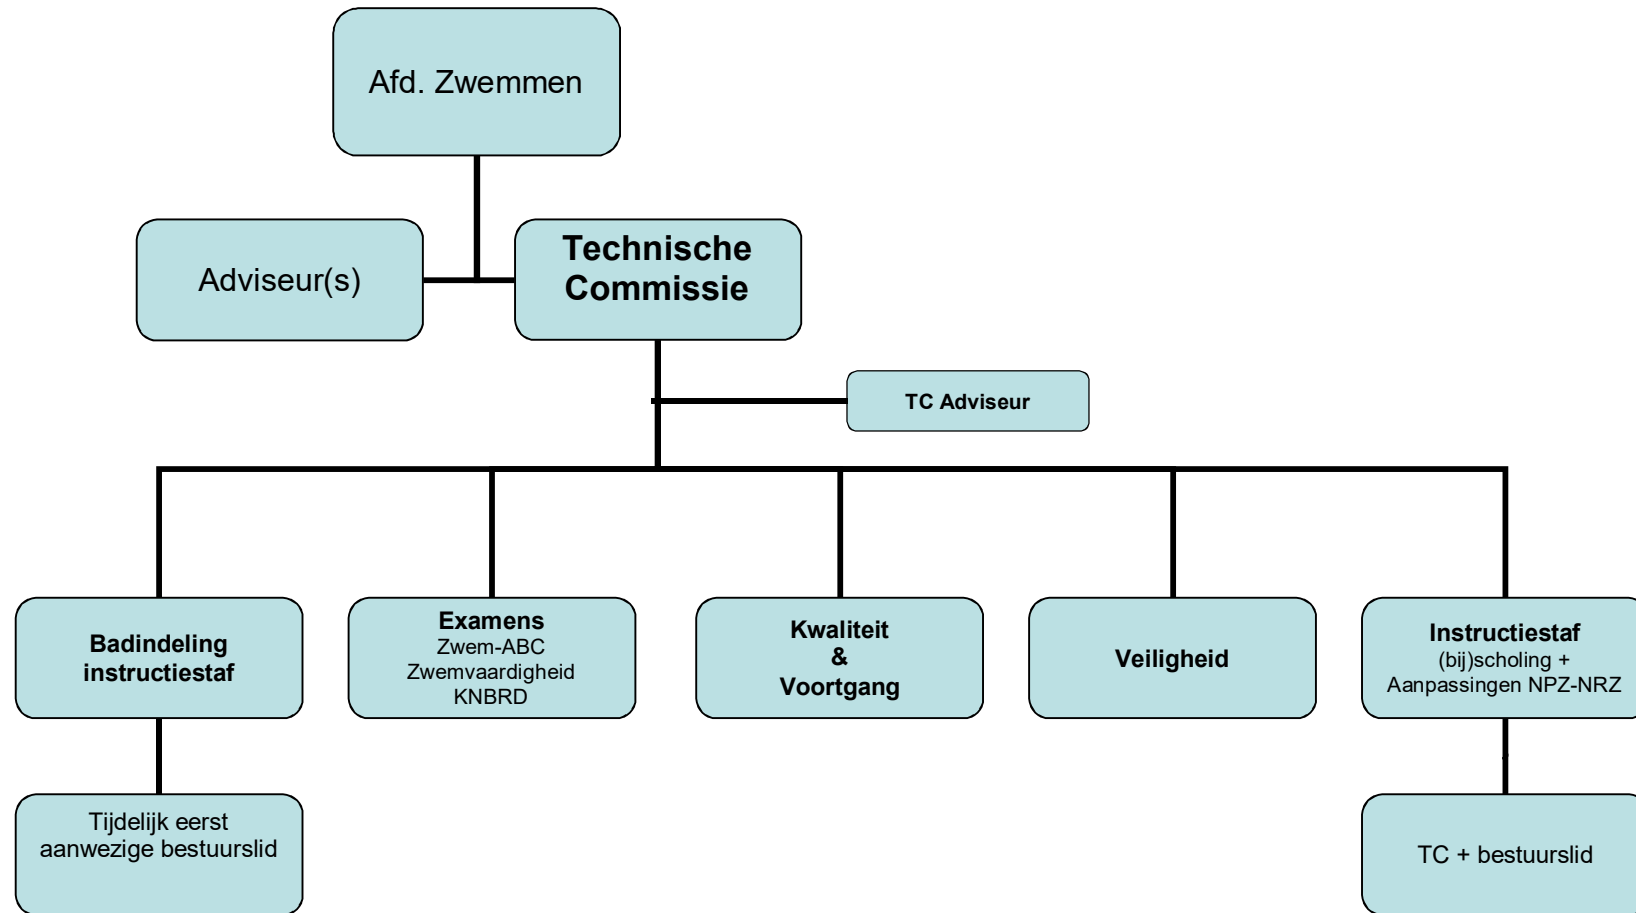 Afd. Zwemmen
Adviseur(s)
Technische
Commissie
TC Adviseur
Badindeling
instructiestaf
Examens
Zwem-ABC
Zwemvaardigheid
KNBRD
Kwaliteit
&
Voortgang
Veiligheid
Instructiestaf
(bij)scholing +
Aanpassingen NPZ-NRZ
Tijdelijk eerst
aanwezige bestuurslid
TC + bestuurslid